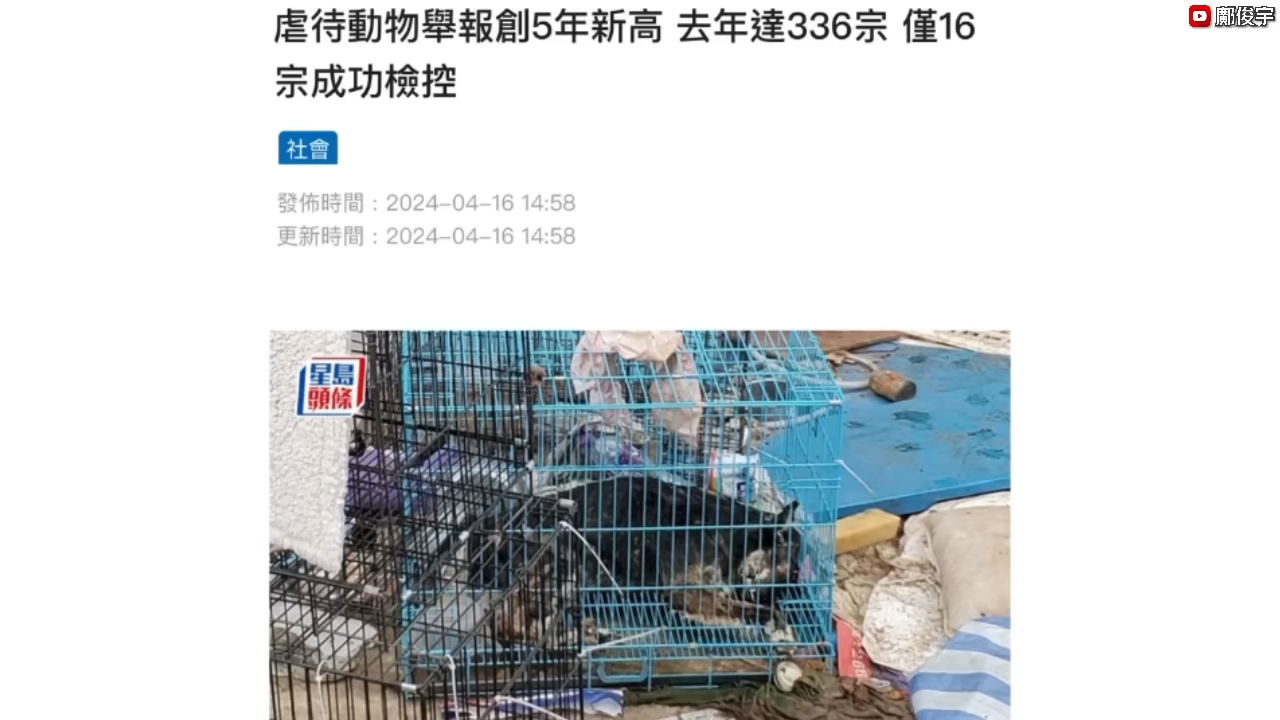 虐待動物舉報創5年新高 去年達336宗 僅16
宗成功檢控
鄺俊宇
社會
發佈時間：2024-04-16 14:58
更新時間：2024-04-16 14:58
星島
頭條